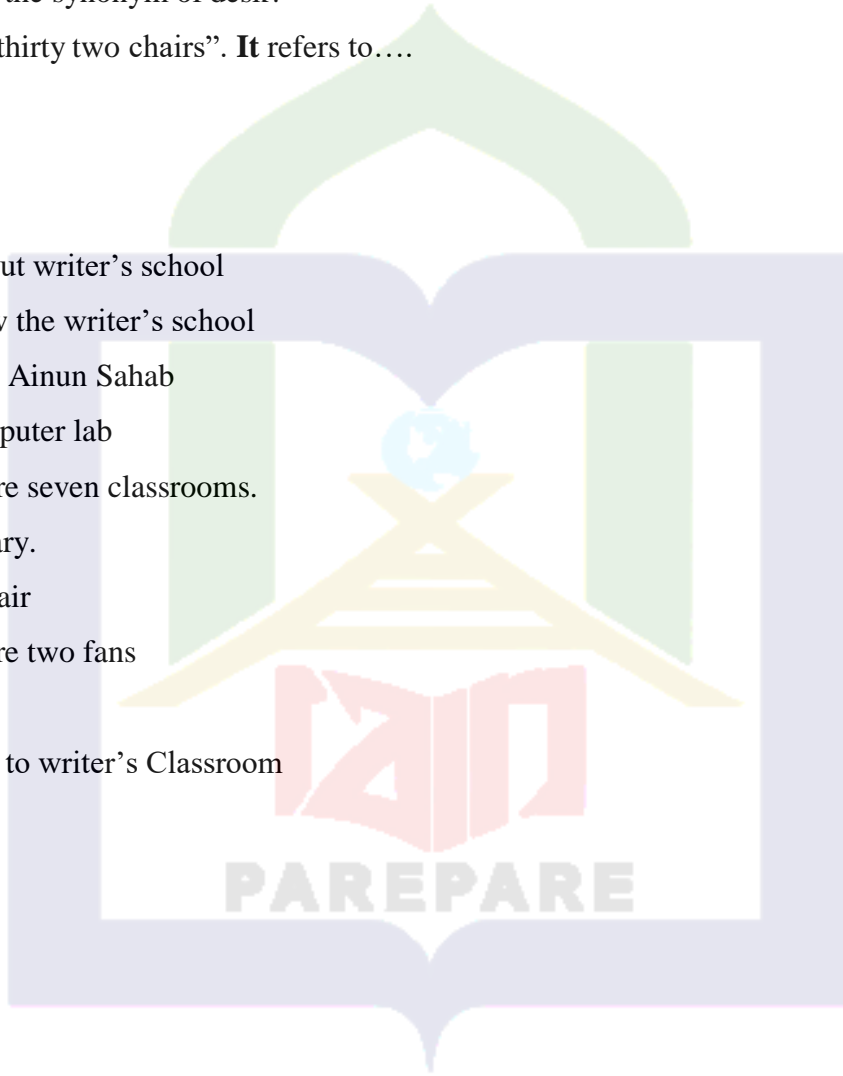 the synonym of desk?
thirty two chairs”. It refers to….
ut writer’s school
the writer’s school
Ainun Sahab
puter lab
re seven classrooms.
ary.
air
re two fans
to writer’s Classroom
PAREPARE